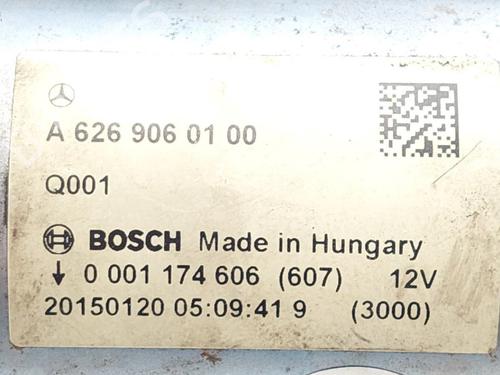 A 626 906 01 00
Q001
BOSCH Made in Hungary
0 001 174 606 (607) 12V
20150120 05:09:41 9 (3000)